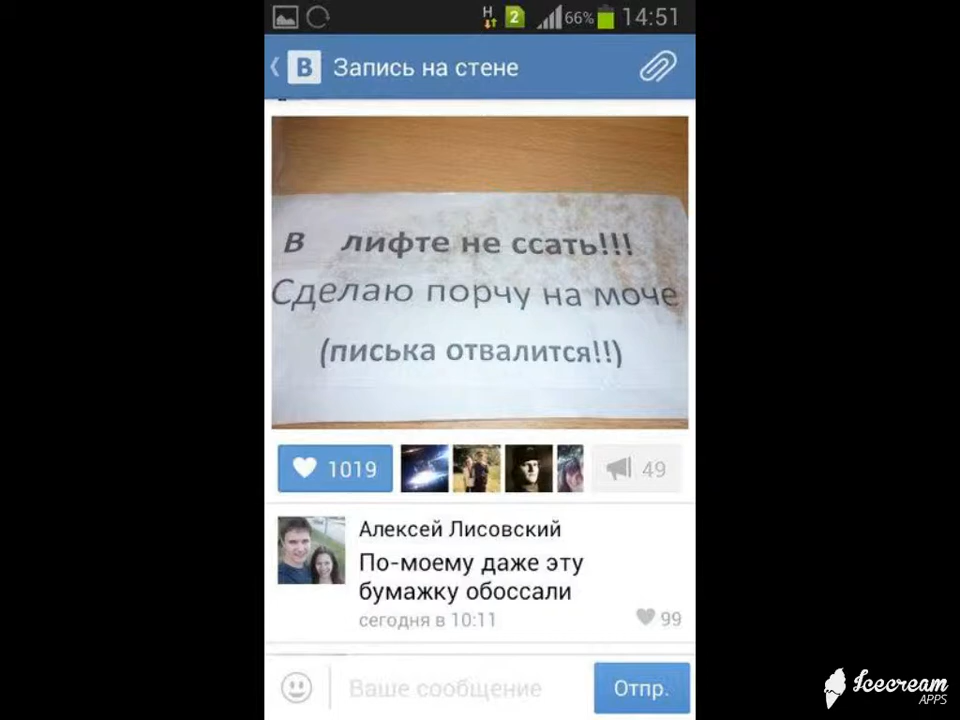 Н 2 66% 14:51
В Запись на стене
В лифте не ссать!!!
Сделаю порчу на моче
(писька отвалится!!)
1019 49
Алексей Лисовский
По-моему даже эту
бумажку обоссали
сегодня в 10:11 99
Ваше сообщение Отпр.
Icecream
APPS